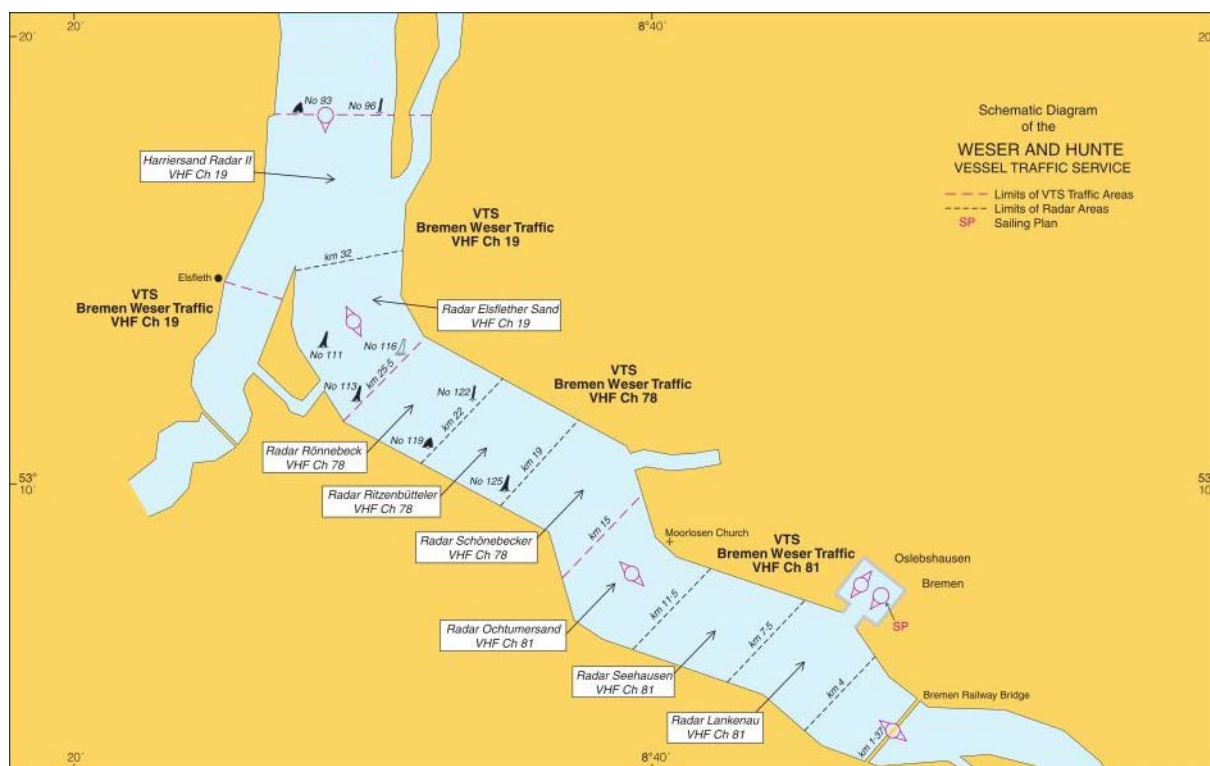 20´
8°40´
20´
20´
No 93
No 96
Schematic Diagram
of the
WESER AND HUNTE
VESSEL TRAFFIC SERVICE
Limits of VTS Traffic Areas
Limits of Radar Areas
SP Sailing Plan
Harriersand Radar II
VHF Ch 19
VTS
Bremen Weser Traffic
VHF Ch 19
km 32
Elsfleth
VTS
Bremen Weser Traffic
VHF Ch 19
Radar Elsflether Sand
VHF Ch 19
No 111
No 116
VTS
Bremen Weser Traffic
VHF Ch 78
No 113
km 25·5
No 122
km 22
No 119
km 19
Radar Rönnebeck
VHF Ch 78
53°
10´
53°
10´
No 125
Radar Ritzenbütteler
VHF Ch 78
km 15
Radar Schönebecker
VHF Ch 78
Moorlosen Church
VTS
Bremen Weser Traffic
VHF Ch 81
Oslebshausen
Bremen
SP
km 11·5
km 7·5
Radar Ochtumersand
VHF Ch 81
Radar Seehausen
VHF Ch 81
km 4
Bremen Railway Bridge
Radar Lankenau
VHF Ch 81
km 1·37
20´
8°40´